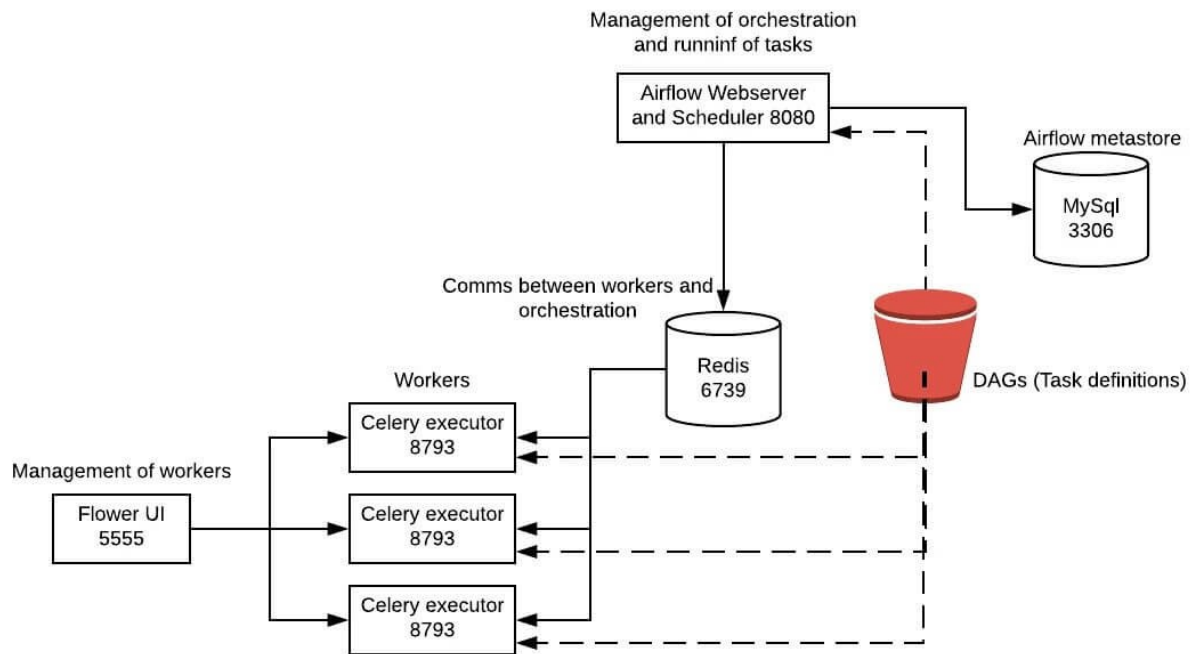 Management of orchestration
and runninf of tasks
Airflow Webserver
and Scheduler 8080
Airflow metastore
MySql
3306
Comms between workers and
orchestration
Redis
6739
DAGs (Task definitions)
Workers
Celery executor
8793
Management of workers
Flower UI
5555
Celery executor
8793
Celery executor
8793